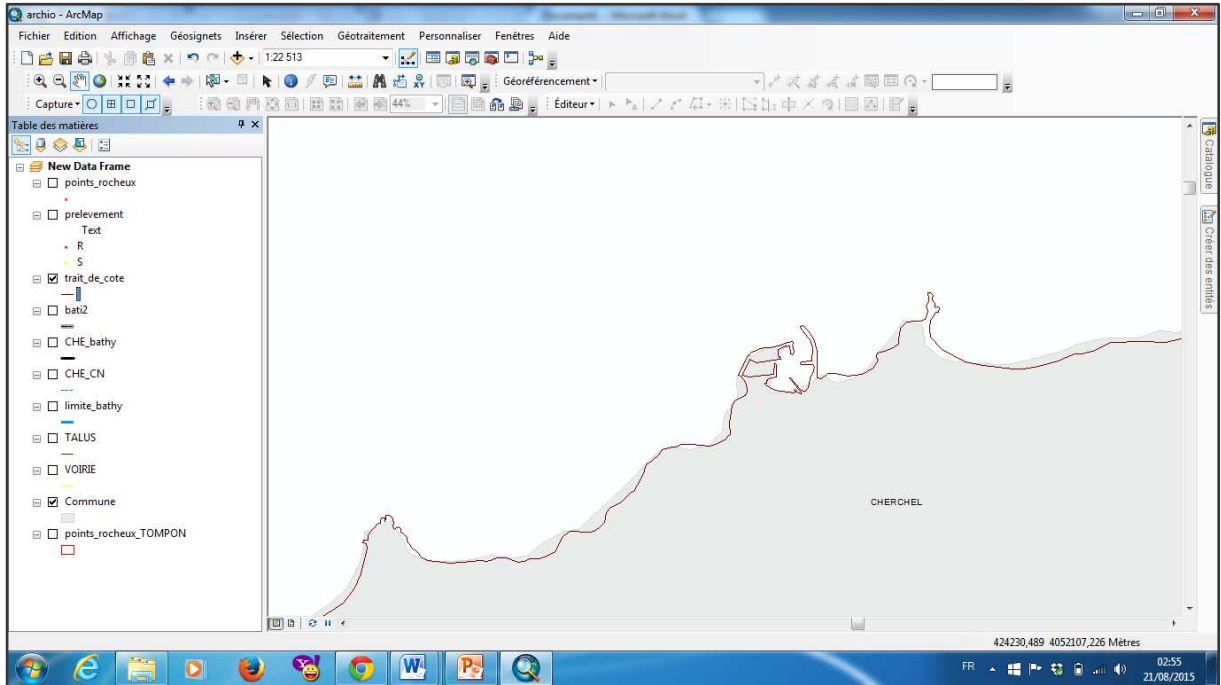 archio - ArcMap
Fichier Edition Affichage Géosignets Insérer Sélection Géotraitement Personnaliser Fenêtres Aide
1:22 513
Géoréférencement
Capture 44% Éditeur
Table des matières
New Data Frame
points_rocheux
prelevement
Text
R
S
trait_de_cote
bati2
CHE_bathy
CHE_CN
limite_bathy
TALUS
VOIRIE
Commune
points_rocheux_TOMPON
CHERCHEL
Catalogue
Créer des entités
424230,489 4052107,226 Mètres
FR
02:55
21/08/2015